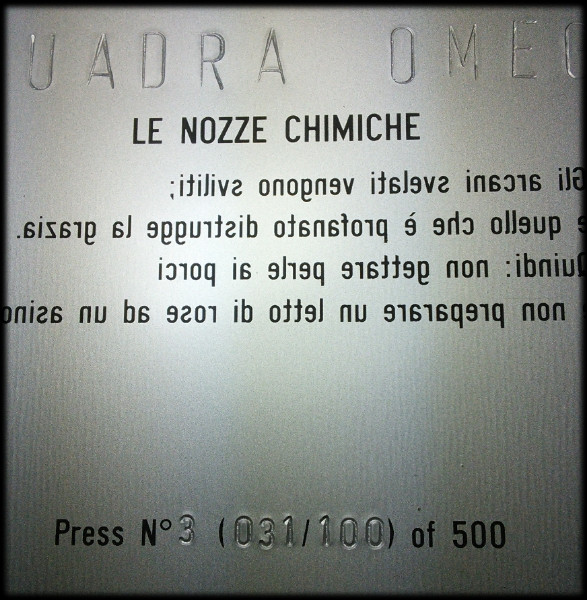 UADRA OMEG
LE NOZZE CHIMICHE
Gli arcani svelati vengono sviliti;
e quello che è profanato distrugge la grazia.
Quindi: non gettare perle ai porci
non preparare un letto di rose ad un asino
Press N°3 (031/100) of 500